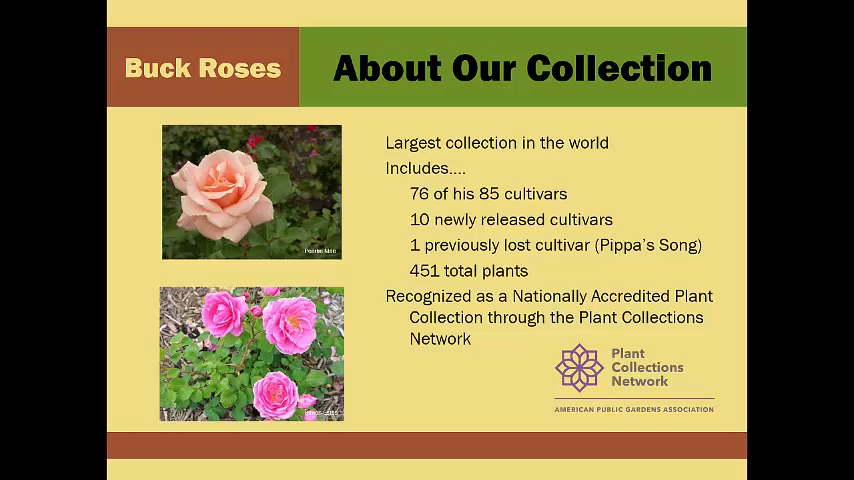 Buck Roses
About Our Collection
Largest collection in the world
Includes....
76 of his 85 cultivars
10 newly released cultivars
1 previously lost cultivar (Pippa's Song)
451 total plants
Recognized as a Nationally Accredited Plant
Collection through the Plant Collections
Network
Pearlie Mae
Plant
Collections
Network
AMERICAN PUBLIC GARDENS ASSOCIATION